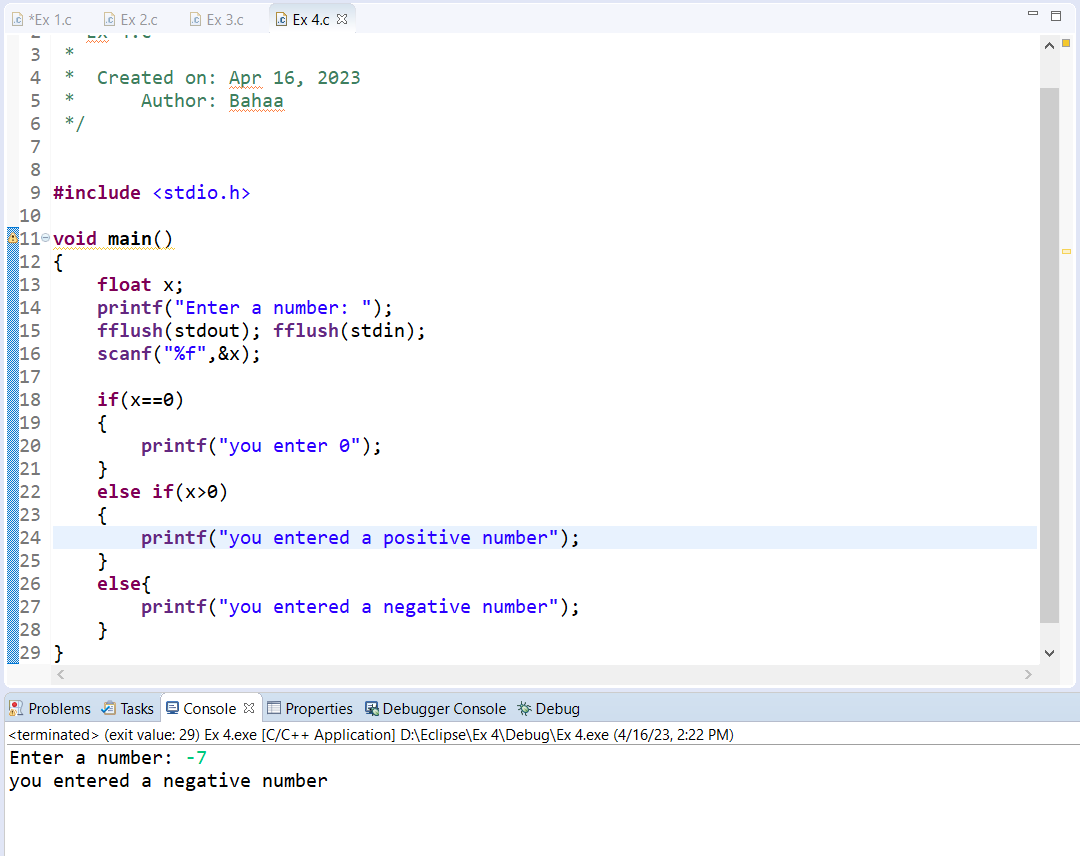 *Ex 1.c Ex 2.c Ex 3.c Ex 4.c
2 * Ex 4.c
3 *
4 * Created on: Apr 16, 2023
5 * Author: Bahaa
6 */
7
8
9 #include <stdio.h>
10
11 void main()
12 {
13 float x;
14 printf("Enter a number: ");
15 fflush(stdout); fflush(stdin);
16 scanf("%f",&x);
17
18 if(x==0)
19 {
20 printf("you enter 0");
21 }
22 else if(x>0)
23 {
24 printf("you entered a positive number");
25 }
26 else{
27 printf("you entered a negative number");
28 }
29 }
Problems Tasks Console Properties Debugger Console Debug
<terminated> (exit value: 29) Ex 4.exe [C/C++ Application] D:\Eclipse\Ex 4\Debug\Ex 4.exe (4/16/23, 2:22 PM)
Enter a number: -7
you entered a negative number